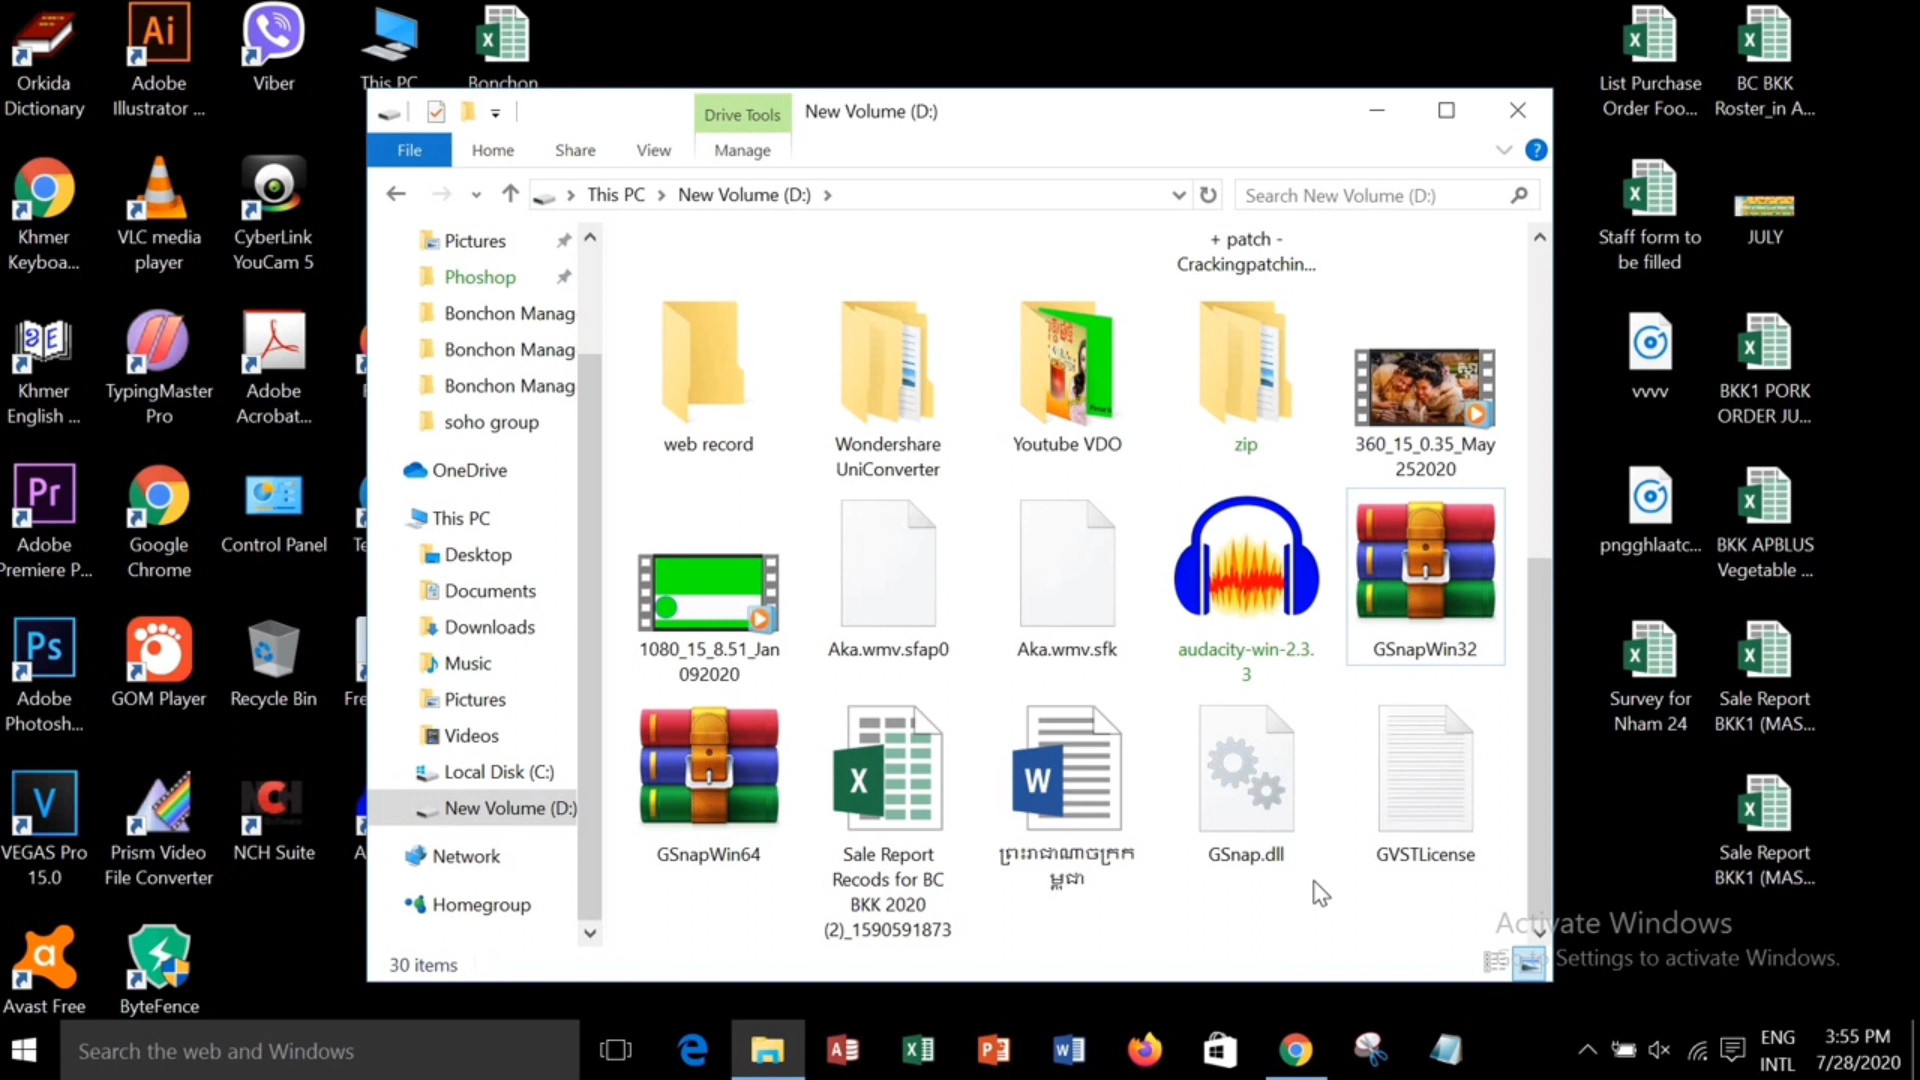 Orkida
Dictionary
Adobe
Illustrator ...
Viber
This PC
Bonchon
List Purchase
Order Foo...
BC BKK
Roster_in A...
Drive Tools
New Volume (D:)
File
Home
Share
View
Manage
This PC
New Volume (D:)
Search New Volume (D:)
Khmer
Keyboa...
VLC media
player
CyberLink
YouCam 5
Staff form to
be filled
JULY
Pictures
Phoshop
Bonchon Manag
Bonchon Manag
Bonchon Manag
soho group
OneDrive
This PC
Desktop
Documents
Downloads
Music
Pictures
Videos
Local Disk (C:)
New Volume (D:)
Network
Homegroup
+ patch -
Crackingpatchin...
web record
Wondershare
UniConverter
Youtube VDO
zip
360_15_0.35_May
252020
1080_15_8.51_Jan
092020
Aka.wmv.sfap0
Aka.wmv.sfk
audacity-win-2.3.
3
GSnapWin32
GSnapWin64
Sale Report
Recods for BC
BKK 2020
(2)_1590591873
ព្រះរាជាណាចក្រក
ម្ពុជា
GSnap.dll
GVSTLicense
30 items
Khmer
English ...
TypingMaster
Pro
Adobe
Acrobat...
vvvv
BKK1 PORK
ORDER JU...
Adobe
Premiere P...
Google
Chrome
Control Panel
pngghlaatc...
BKK APBLUS
Vegetable ...
Adobe
Photosh...
GOM Player
Recycle Bin
Survey for
Nham 24
Sale Report
BKK1 (MAS...
VEGAS Pro
15.0
Prism Video
File Converter
NCH Suite
Sale Report
BKK1 (MAS...
Avast Free
ByteFence
Activate Windows
Go to Settings to activate Windows.
Search the web and Windows
ENG
INTL
3:55 PM
7/28/2020